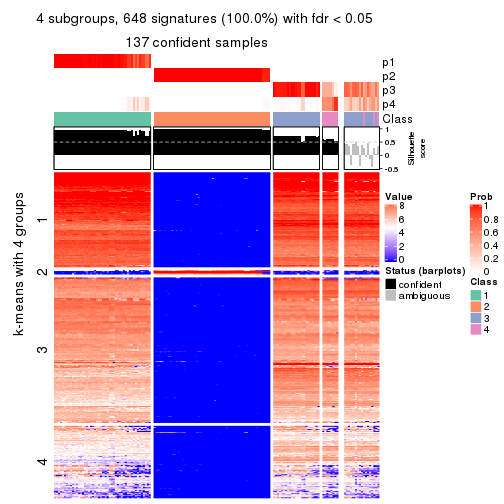 4 subgroups, 648 signatures (100.0%) with fdr < 0.05
137 confident samples
p1
p2
p3
p4
Class
1
0.5
0
-0.5
Silhouette
score
k-means with 4 groups
1
2
3
4
Value
8
6
4
2
0
Status (barplots)
confident
ambiguous
Prob
1
0.8
0.6
0.4
0.2
0
Class
1
2
3
4